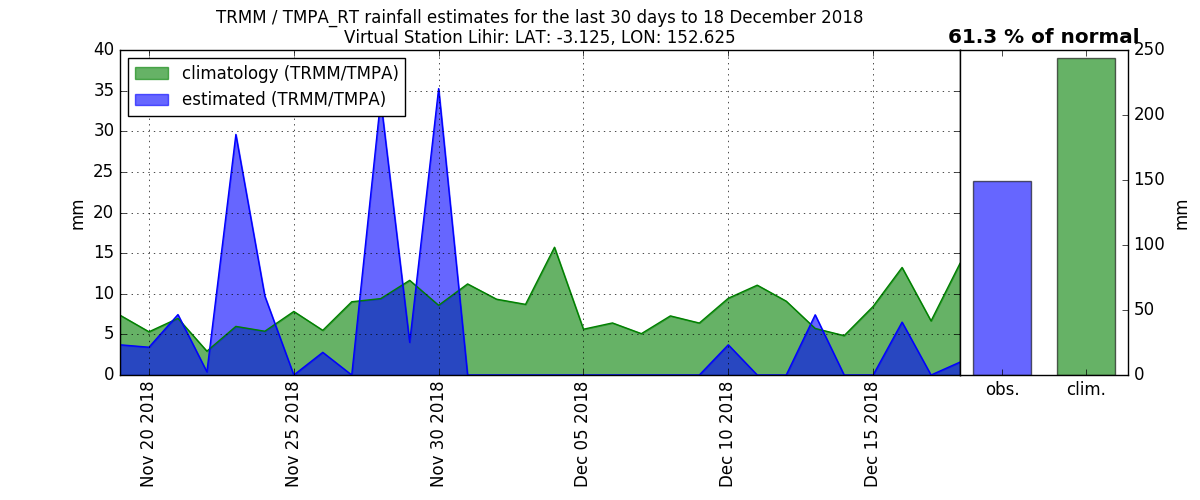 TRMM / TMPA_RT rainfall estimates for the last 30 days to 18 December 2018
Virtual Station Lihir: LAT: -3.125, LON: 152.625
61.3 % of normal
climatology (TRMM/TMPA)
estimated (TRMM/TMPA)
40
35
30
25
20
15
10
5
0
mm
Nov 20 2018
Nov 25 2018
Nov 30 2018
Dec 05 2018
Dec 10 2018
Dec 15 2018
250
200
150
100
50
0
mm
obs.
clim.